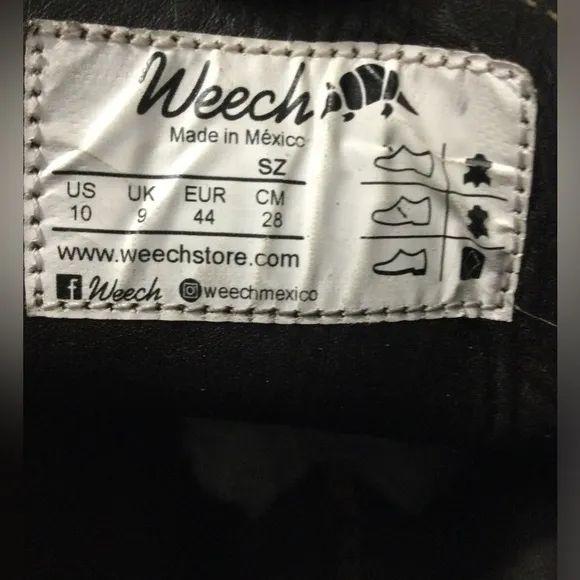 Weech
Made in México
SZ
US UK EUR CM
10 9 44 28
www.weechstore.com
Weech weechmexico